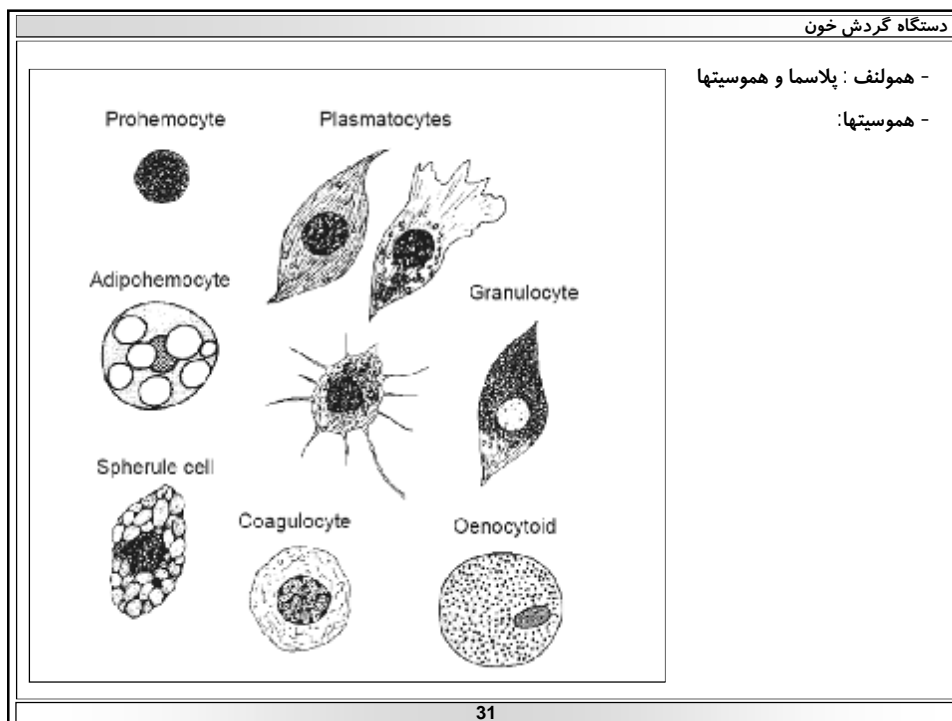 دستگاه گردش خون
- همولنف : پلاسما و هموسیتها
- هموسیتها:
Prohemocyte
Plasmatocytes
Adipohemocyte
Granulocyte
Spherule cell
Coagulocyte
Oenocytoid
31